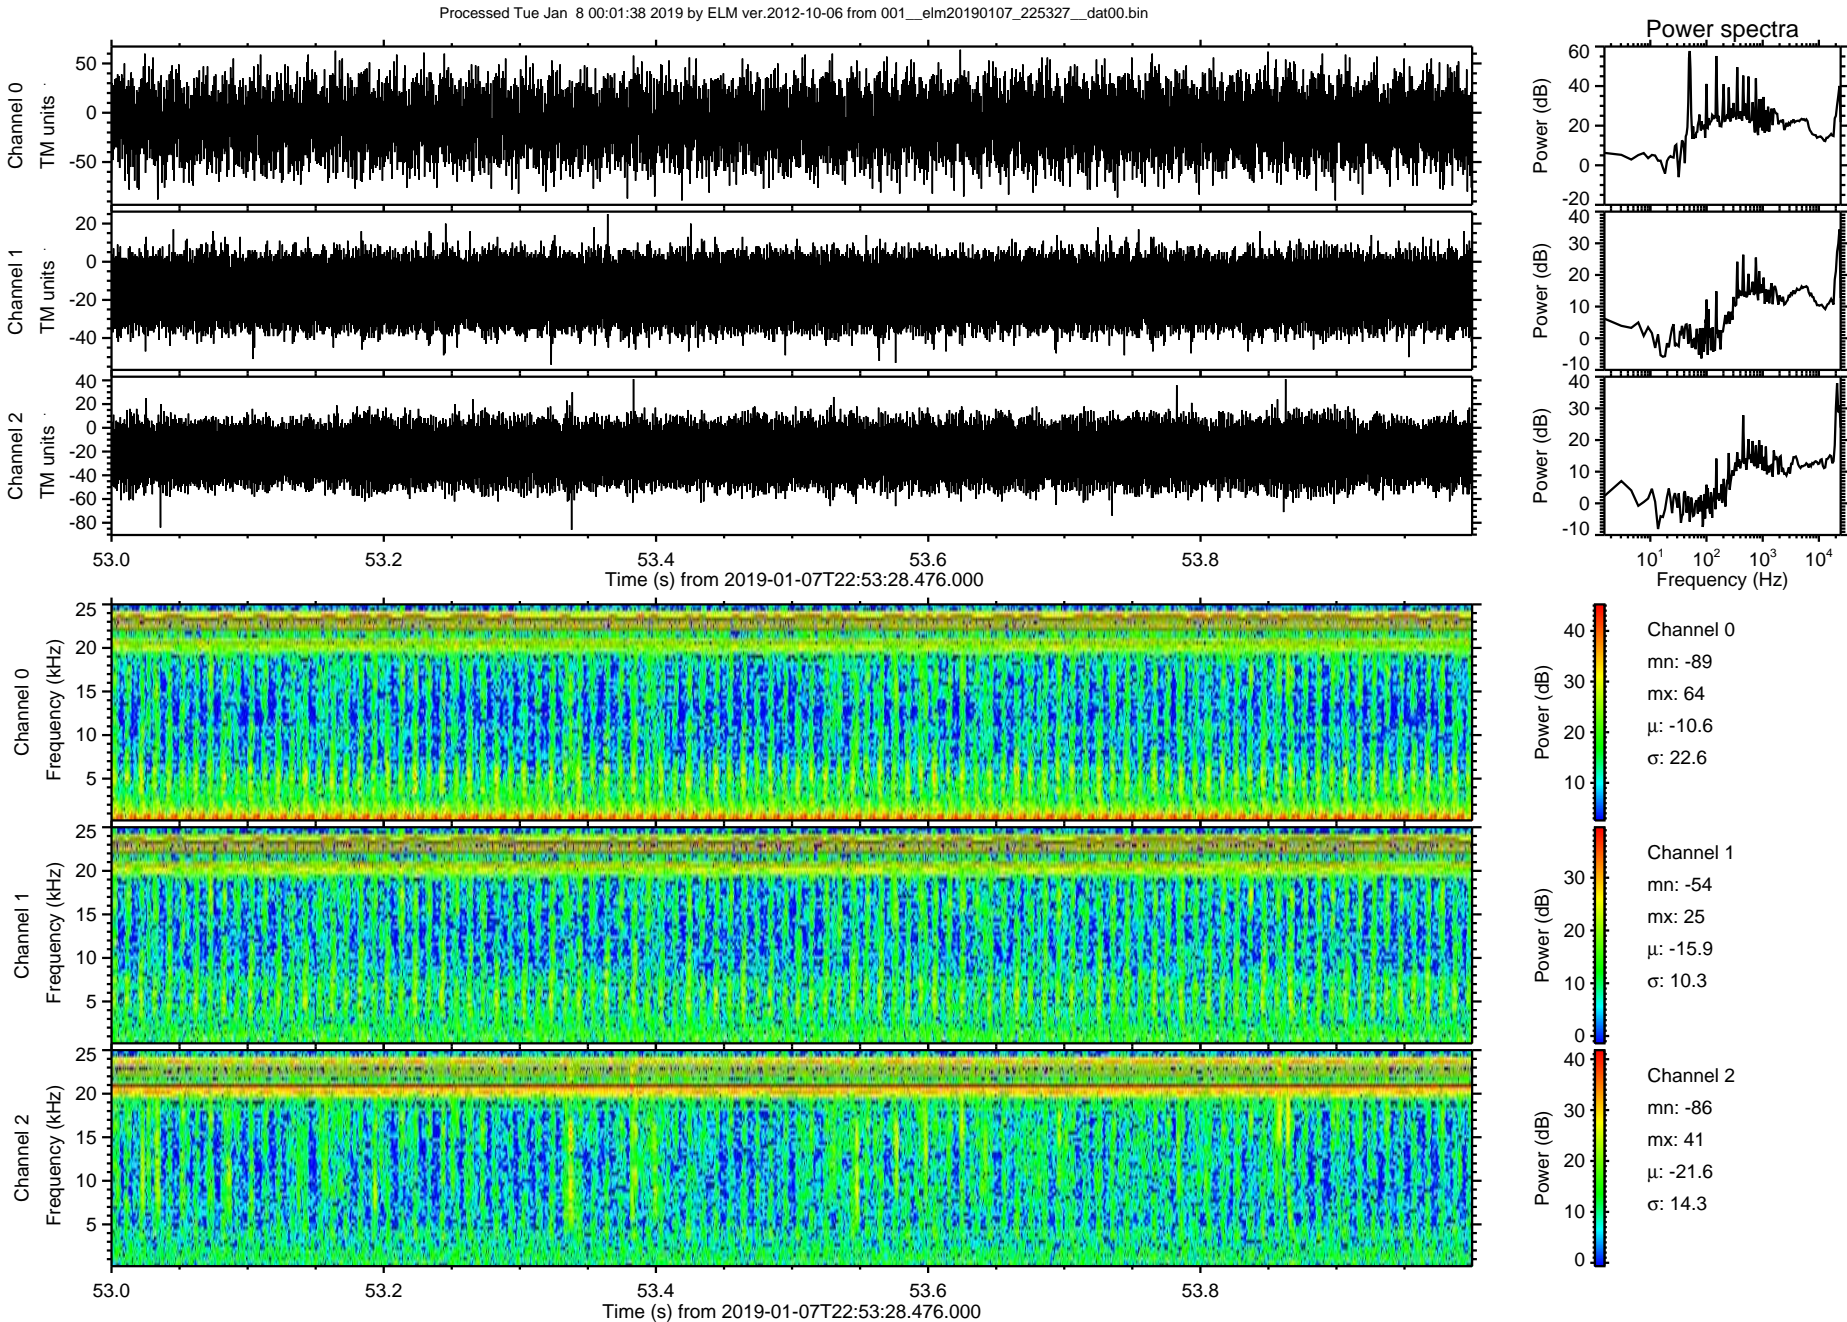 Processed Tue Jan  8 00:01:38 2019 by ELM ver.2012-10-06 from 001__elm20190107_225327__dat00.bin
Power spectra
Channel 0
TM units
50
0
-50
Power (dB)
60
40
20
0
-20
Channel 1
TM units
20
0
-20
-40
Power (dB)
40
30
20
10
0
-10
Channel 2
TM units
40
20
0
-20
-40
-60
-80
Power (dB)
40
30
20
10
0
-10
53.0 53.2 53.4 53.6 53.8
Time (s) from 2019-01-07T22:53:28.476.000
10¹ 10² 10³ 10⁴
Frequency (Hz)
Channel 0
Frequency (kHz)
25
20
15
10
5
Power (dB)
40
30
20
10
Channel 0
mn: -89
mx: 64
μ: -10.6
σ: 22.6
Channel 1
Frequency (kHz)
25
20
15
10
5
Power (dB)
30
20
10
0
Channel 1
mn: -54
mx: 25
μ: -15.9
σ: 10.3
Channel 2
Frequency (kHz)
25
20
15
10
5
Power (dB)
40
30
20
10
0
Channel 2
mn: -86
mx: 41
μ: -21.6
σ: 14.3
53.0 53.2 53.4 53.6 53.8
Time (s) from 2019-01-07T22:53:28.476.000